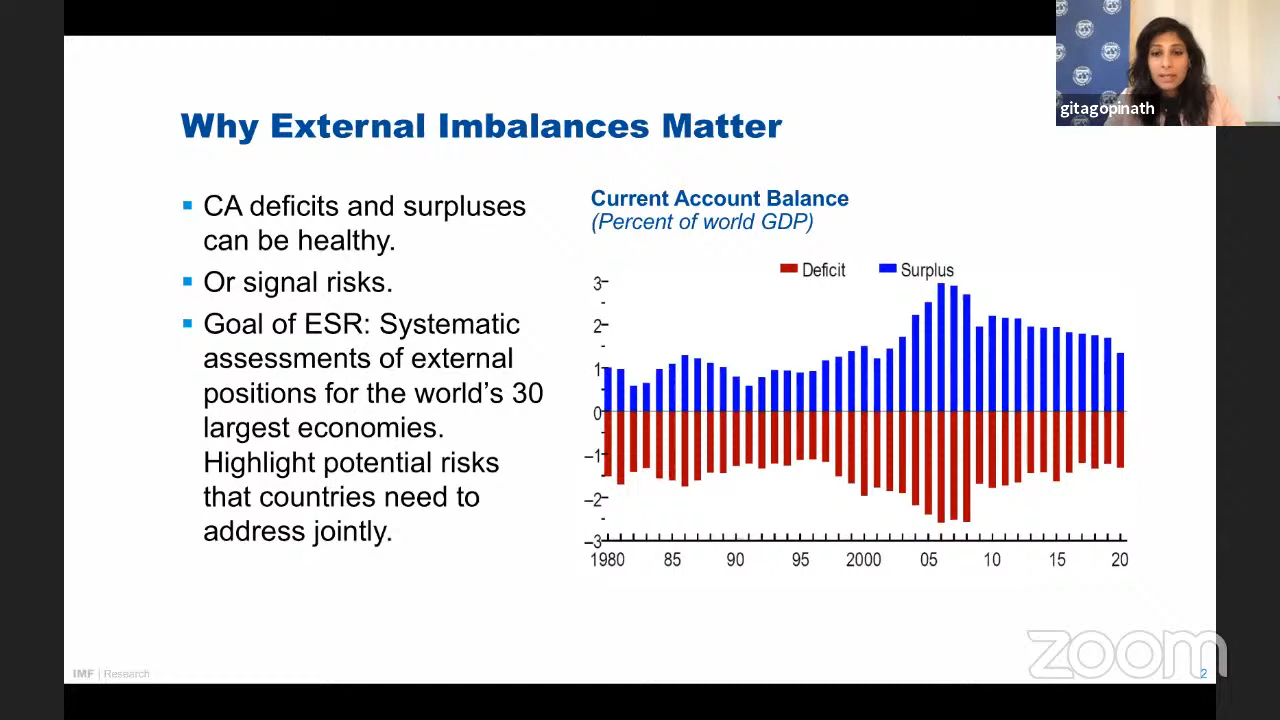 gitagopinath
Why External Imbalances Matter
CA deficits and surpluses
can be healthy.
Or signal risks.
Goal of ESR: Systematic
assessments of external
positions for the world's 30
largest economies.
Highlight potential risks
that countries need to
address jointly.
Current Account Balance
(Percent of world GDP)
Deficit Surplus
3
2
1
0
–1
–2
–3
1980 85 90 95 2000 05 10 15 20
IMF | Research
zoom
2